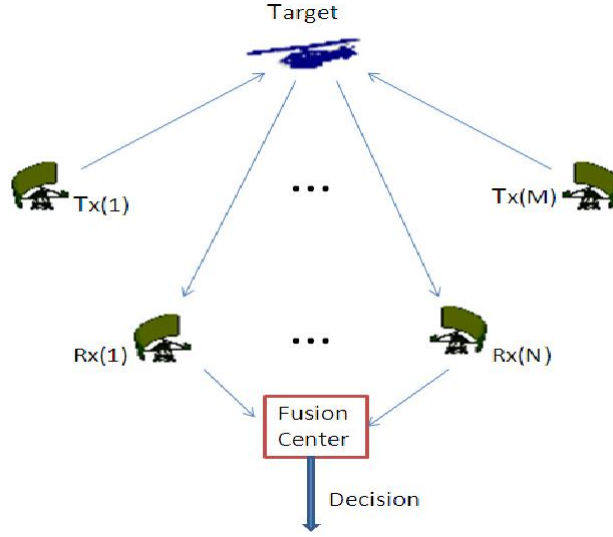 Target
Tx(1)
...
Tx(M)
Rx(1)
...
Rx(N)
Fusion
Center
Decision